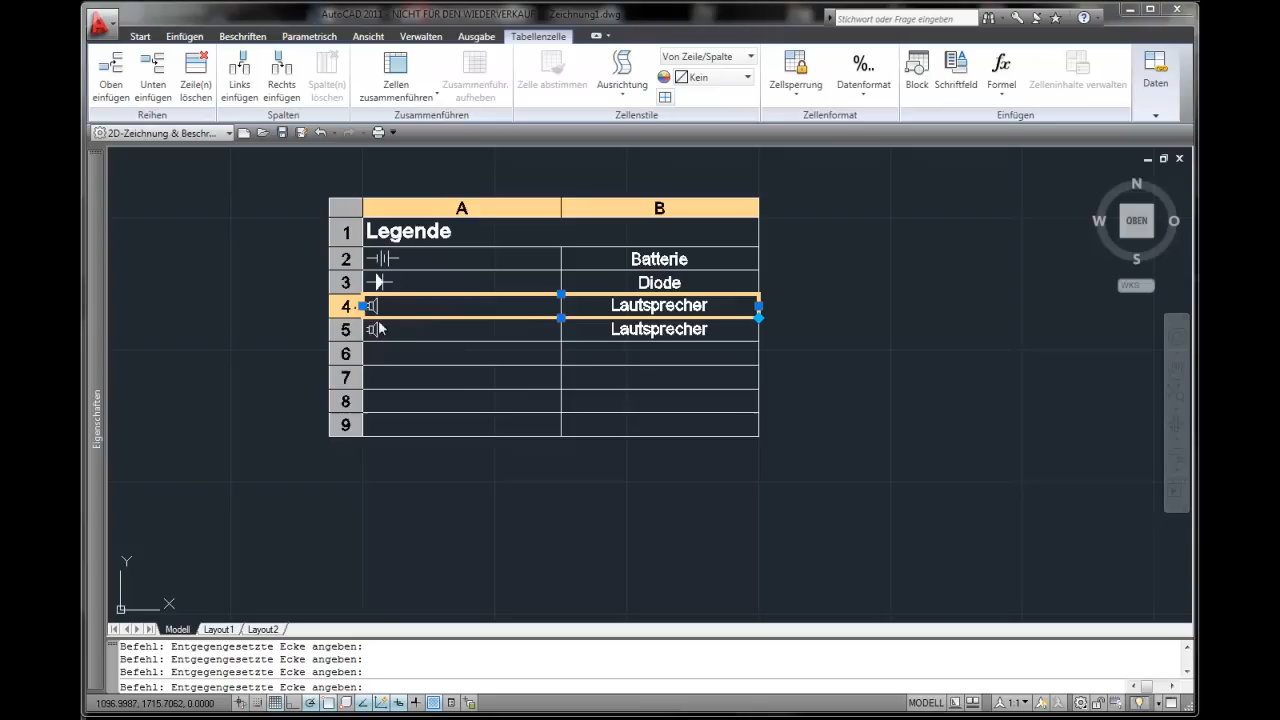 AutoCAD 2011 - NICHT FÜR DEN WIEDERVERKAUF - Zeichnung1.dwg
Stichwort oder Frage eingeben
Start Einfügen Beschriften Parametrisch Ansicht Verwalten Ausgabe Tabellenzelle
Von Zeile/Spalte
Kein
Oben einfügen
Unten einfügen
Zeile(n) löschen
Links einfügen
Rechts einfügen
Spalte(n) löschen
Zellen zusammenführen
Zusammenführ. aufheben
Zelle abstimmen
Ausrichtung
Zellsperrung
%..
Datenformat
Block
Schriftfeld
fx
Formel
Zelleninhalte verwalten
Daten
Reihen Spalten Zusammenführen Zellenstile Zellenformat Einfügen
2D-Zeichnung & Beschr...
N
W OBEN O
S
WKS
A B
1 Legende
2 Batterie
3 Diode
4 Lautsprecher
5 Lautsprecher
6
7
8
9
Eigenschaften
Y
X
Modell Layout1 Layout2
Befehl: Entgegengesetzte Ecke angeben:
Befehl: Entgegengesetzte Ecke angeben:
Befehl: Entgegengesetzte Ecke angeben:
Befehl: Entgegengesetzte Ecke angeben:
1096.9987, 1715.7062, 0.0000 MODELL 1:1